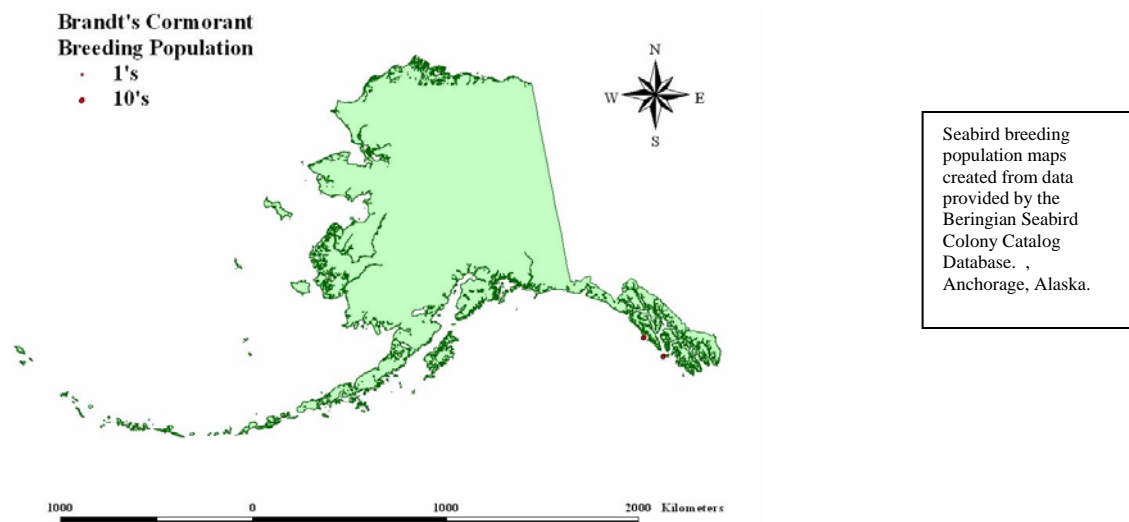 Brandt's Cormorant
Breeding Population
1's
10's
N
W E
S
Seabird breeding
population maps
created from data
provided by the
Beringian Seabird
Colony Catalog
Database. ,
Anchorage, Alaska.
1000 0 1000 2000 Kilometers